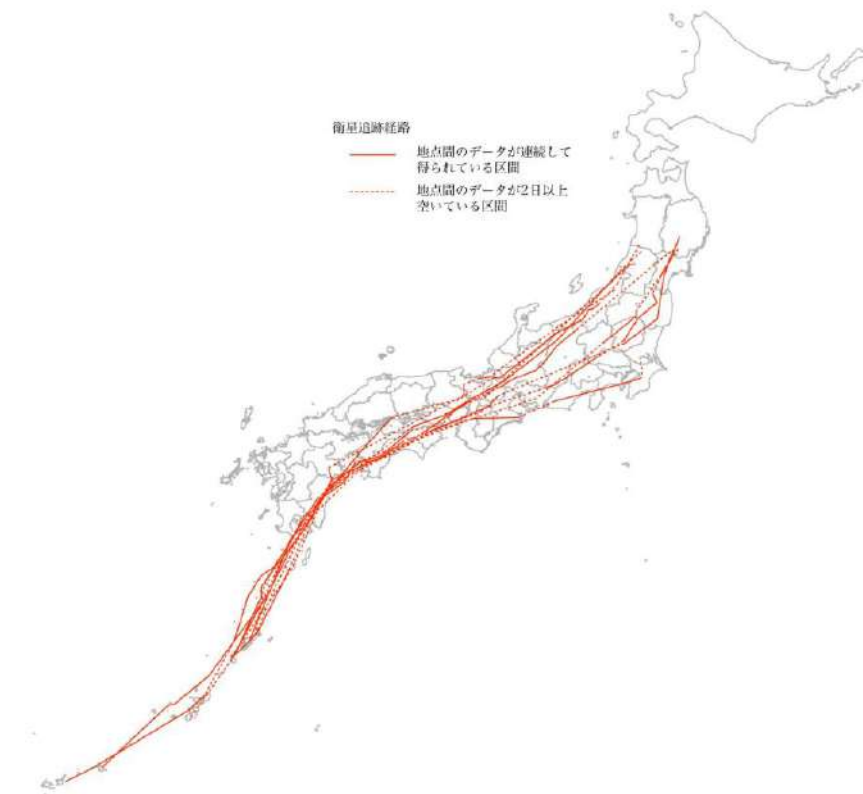 衛星追跡経路
地点間のデータが連続して
得られている区間
地点間のデータが2日以上
空いている区間